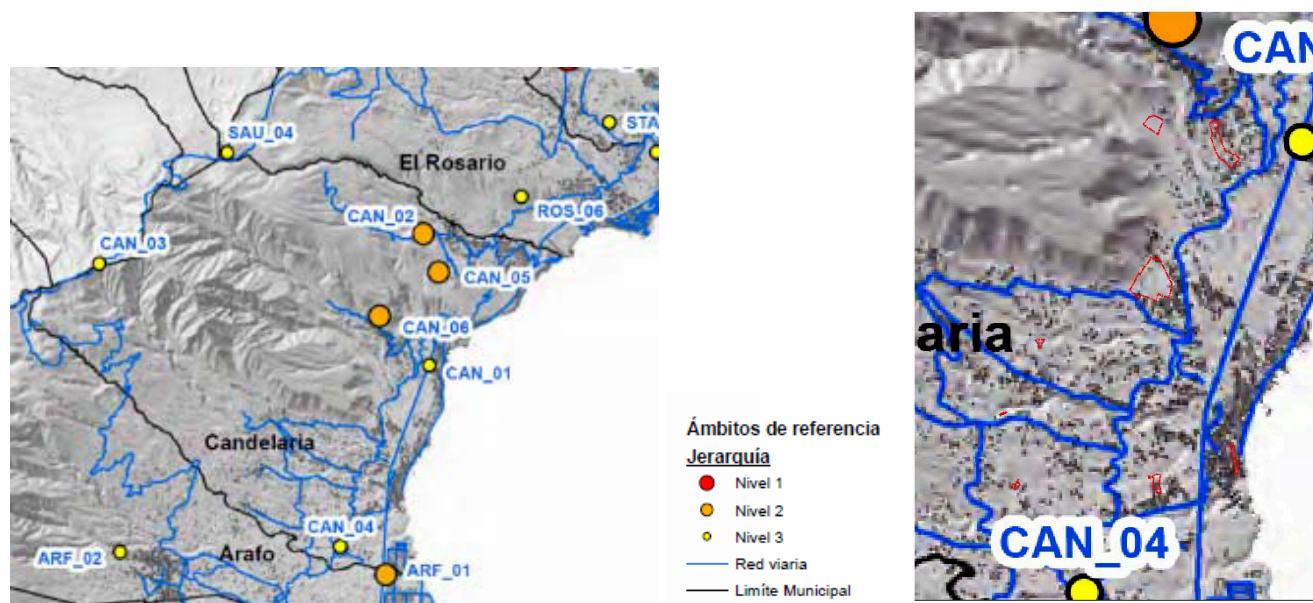 SAU_04
STA
El Rosario
CAN_02
ROS_06
CAN_03
CAN_05
CAN_06
CAN_01
Candelaria
CAN_04
ARF_02
Arafo
ARF_01
Ámbitos de referencia
Jerarquía
Nivel 1
Nivel 2
Nivel 3
Red viaria
Limíte Municipal
CAN
aria
CAN_04